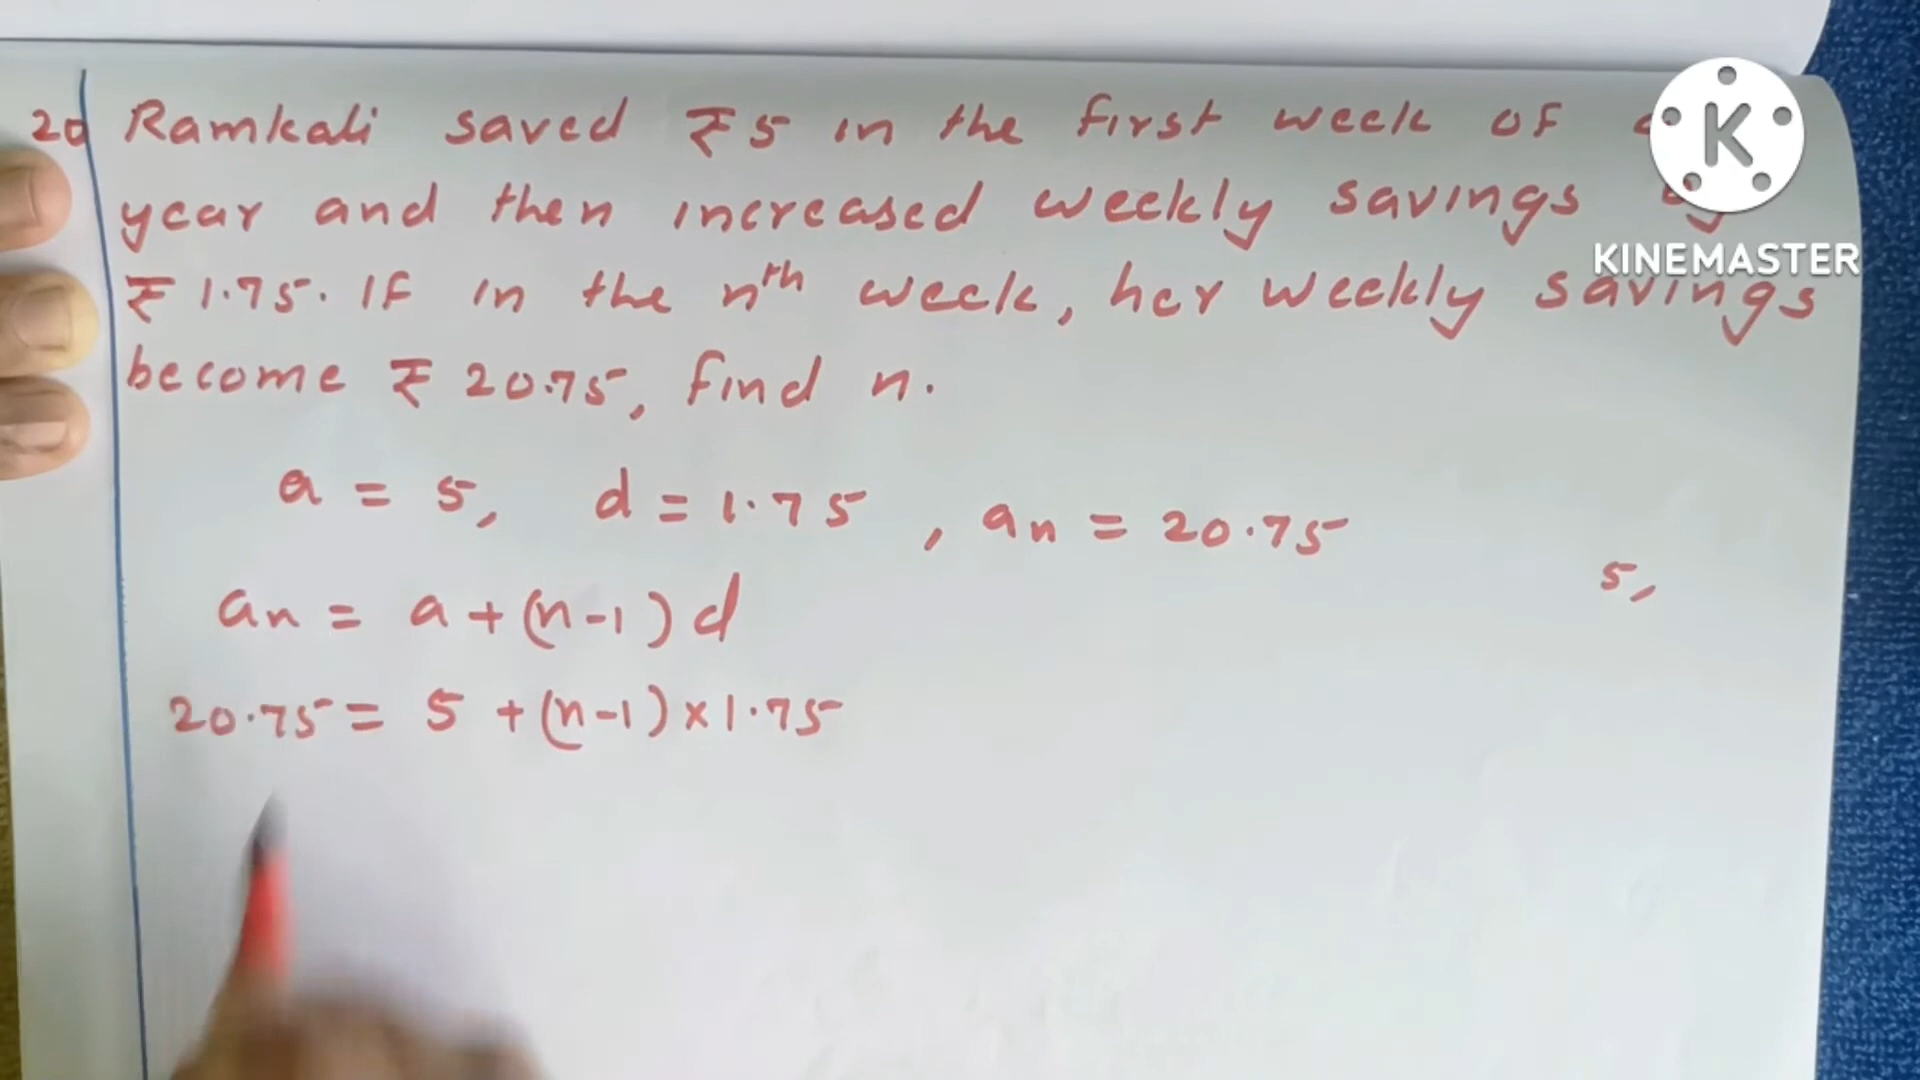 20 Ramkali saved ₹5 in the first week of
year and then increased weekly savings
₹1.75. If in the nth week, her weekly savings
become ₹ 20.75, find n.
a = 5, d = 1.75, an = 20.75
5,
an = a + (n-1) d
20.75 = 5 + (n-1) x 1.75
K
KINEMASTER